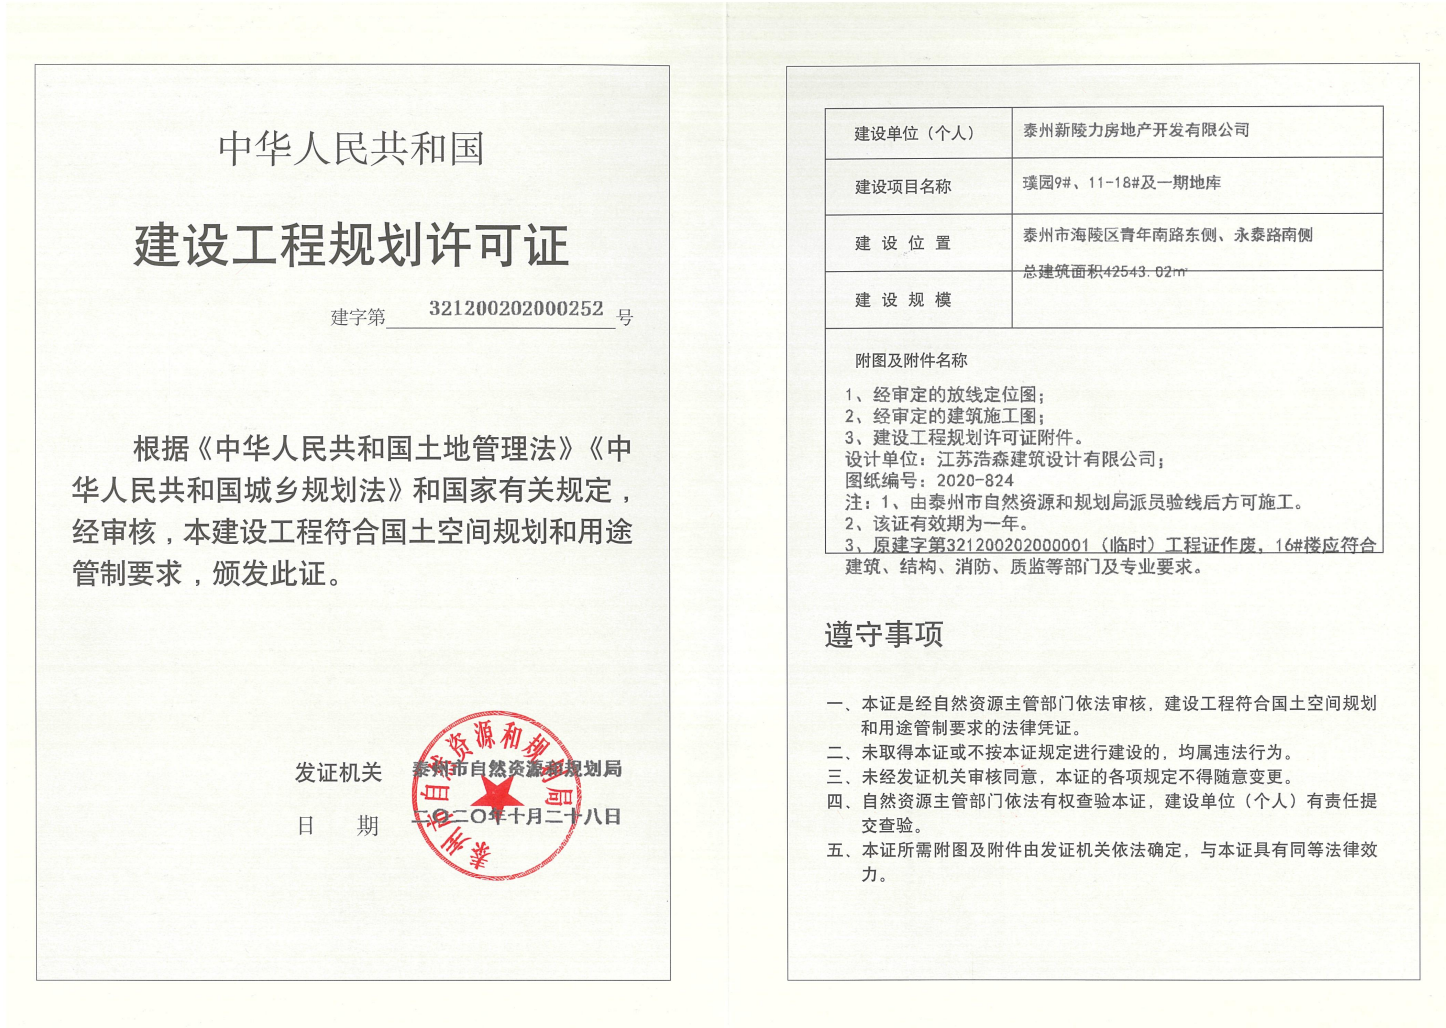 中华人民共和国
建设工程规划许可证
建字第 321200202000252 号
根据《中华人民共和国土地管理法》《中
华人民共和国城乡规划法》和国家有关规定，
经审核，本建设工程符合国土空间规划和用途
管制要求，颁发此证。
发证机关 泰州市自然资源和规划局
日 期 二〇二〇年十月二十八日
泰州市自然资源和规划局
建设单位（个人） 泰州新陵力房地产开发有限公司
建设项目名称 璞园9#、11-18#及一期地库
建设位置 泰州市海陵区青年南路东侧、永泰路南侧
建设规模 总建筑面积42543.02㎡
附图及附件名称
1、经审定的放线定位图；
2、经审定的建筑施工图；
3、建设工程规划许可证附件。
设计单位：江苏浩森建筑设计有限公司；
图纸编号：2020-824
注：1、由泰州市自然资源和规划局派员验线后方可施工。
2、该证有效期为一年。
3、原建字第321200202000001（临时）工程证作废，16#楼应符合
建筑、结构、消防、质监等部门及专业要求。
遵守事项
一、本证是经自然资源主管部门依法审核，建设工程符合国土空间规划
和用途管制要求的法律凭证。
二、未取得本证或不按本证规定进行建设的，均属违法行为。
三、未经发证机关审核同意，本证的各项规定不得随意变更。
四、自然资源主管部门依法有权查验本证，建设单位（个人）有责任提
交查验。
五、本证所需附图及附件由发证机关依法确定，与本证具有同等法律效
力。